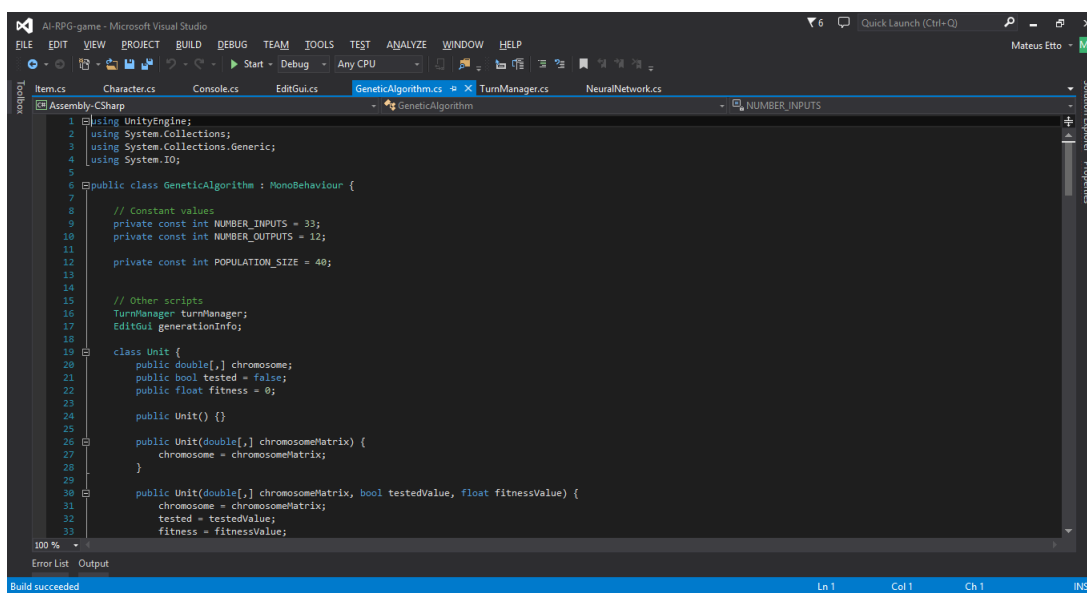 AI-RPG-game - Microsoft Visual Studio 6 Quick Launch (Ctrl+Q)
FILE EDIT VIEW PROJECT BUILD DEBUG TEAM TOOLS TEST ANALYZE WINDOW HELP Mateus Etto M
Start Debug Any CPU
Toolbox
Item.cs Character.cs Console.cs EditGui.cs GeneticAlgorithm.cs TurnManager.cs NeuralNetwork.cs
Solution Explorer Properties
Assembly-CSharp GeneticAlgorithm NUMBER_INPUTS
1 using UnityEngine;
2 using System.Collections;
3 using System.Collections.Generic;
4 using System.IO;
5
6 public class GeneticAlgorithm : MonoBehaviour {
7
8 // Constant values
9 private const int NUMBER_INPUTS = 33;
10 private const int NUMBER_OUTPUTS = 12;
11
12 private const int POPULATION_SIZE = 40;
13
14
15 // Other scripts
16 TurnManager turnManager;
17 EditGui generationInfo;
18
19 class Unit {
20 public double[,] chromosome;
21 public bool tested = false;
22 public float fitness = 0;
23
24 public Unit() {}
25
26 public Unit(double[,] chromosomeMatrix) {
27 chromosome = chromosomeMatrix;
28 }
29
30 public Unit(double[,] chromosomeMatrix, bool testedValue, float fitnessValue) {
31 chromosome = chromosomeMatrix;
32 tested = testedValue;
33 fitness = fitnessValue;
100 %
Error List Output
Build succeeded Ln 1 Col 1 Ch 1 INS